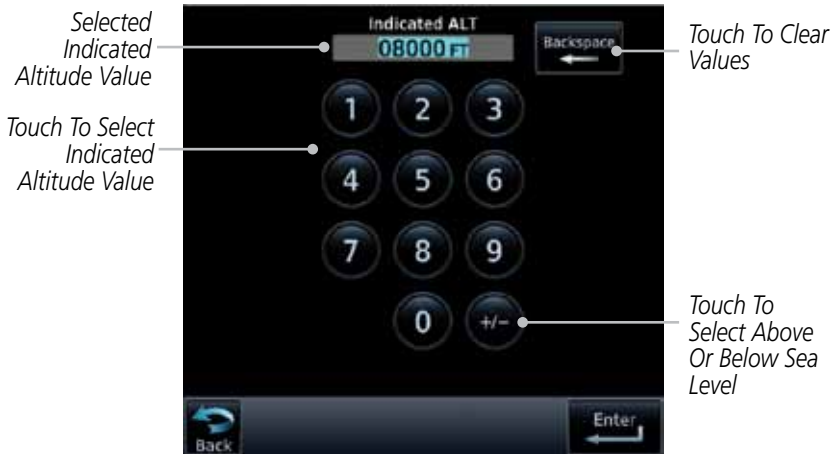 Selected
Indicated
Altitude Value
Touch To Select
Indicated
Altitude Value
Indicated ALT
08000 FT
Backspace
1 2 3
4 5 6
7 8 9
0 +/-
Back
Enter
Touch To Clear
Values
Touch To
Select Above
Or Below Sea
Level